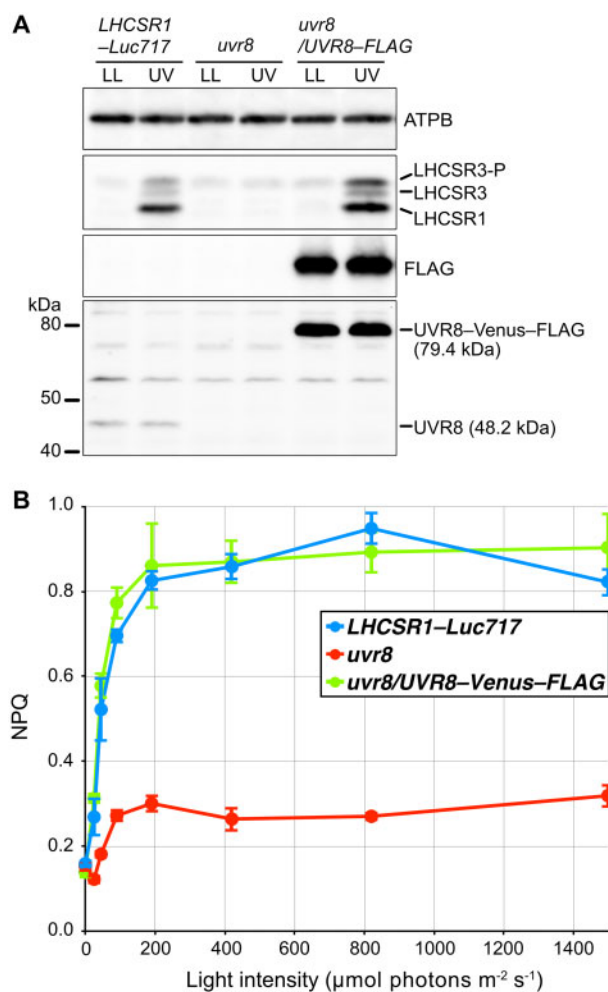 A
LHCSR1 –Luc717
uvr8
uvr8 /UVR8–FLAG
LL UV LL UV LL UV
ATPB
LHCSR3-P
LHCSR3
LHCSR1
FLAG
kDa
80
UVR8–Venus–FLAG (79.4 kDa)
50
UVR8 (48.2 kDa)
40
B
1.0
0.8
0.6
0.4
0.2
0.0
NPQ
LHCSR1–Luc717
uvr8
uvr8/UVR8–Venus–FLAG
0 200 400 600 800 1000 1200 1400
Light intensity (µmol photons m⁻² s⁻¹)